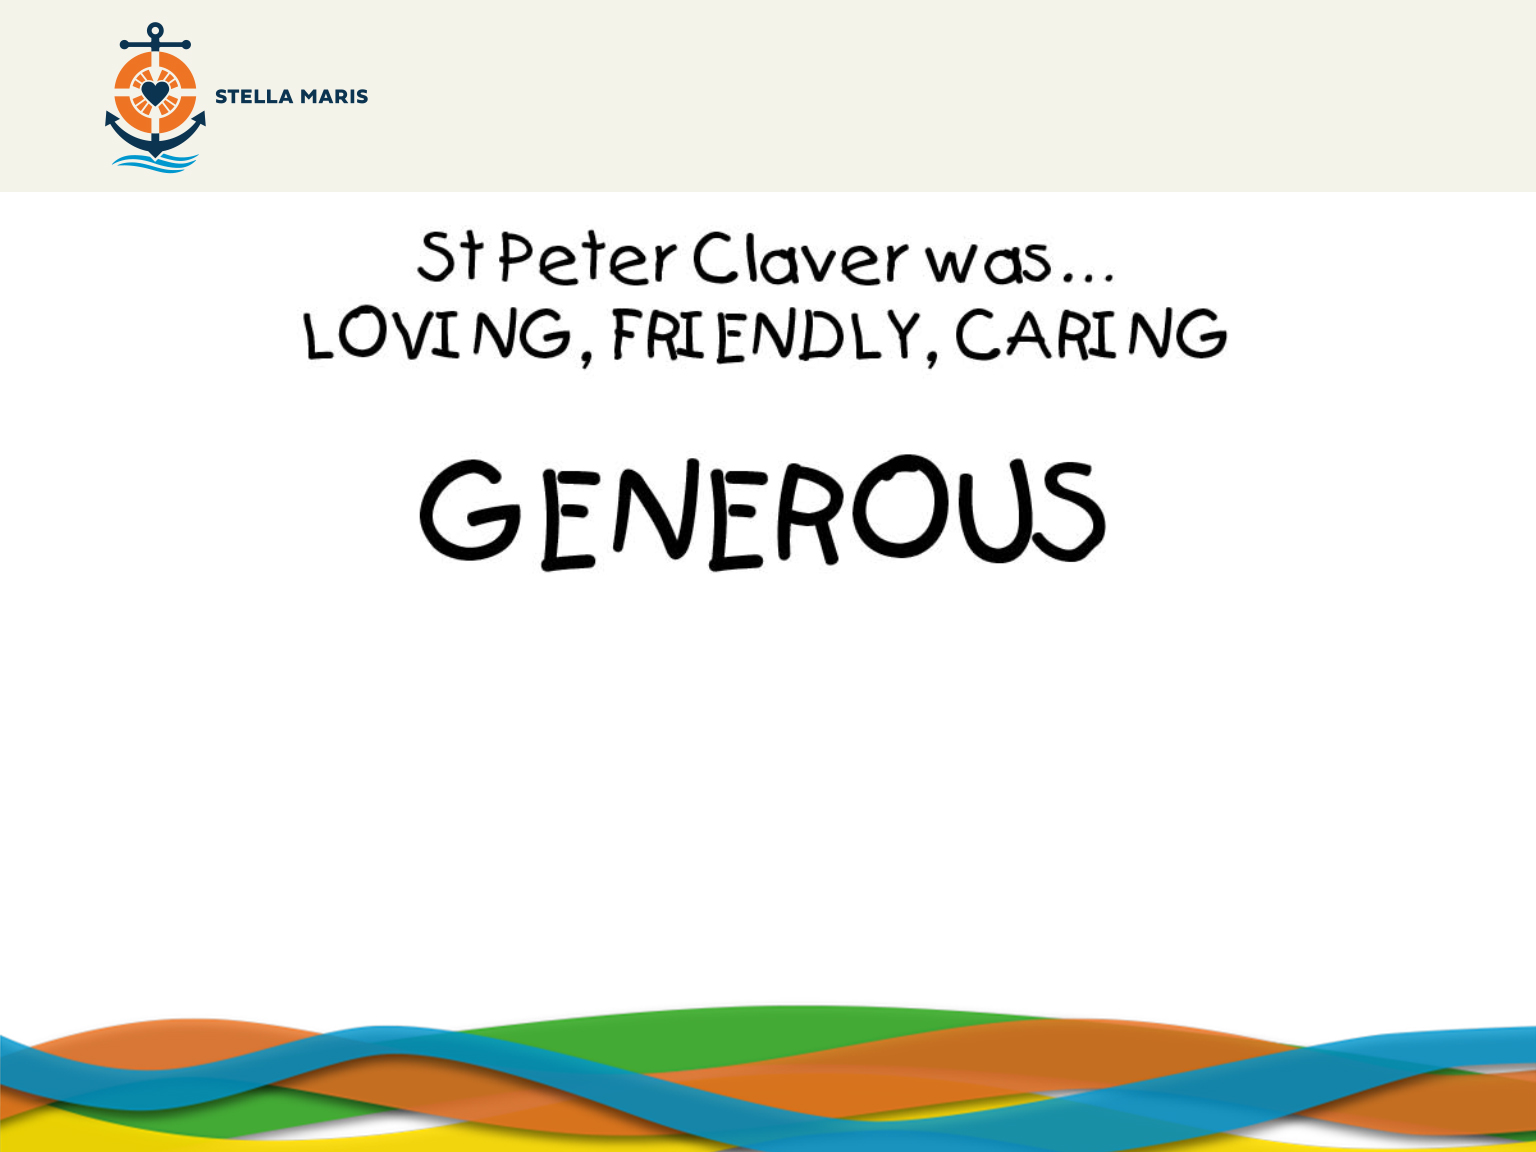 STELLA MARIS
St Peter Claver was...
LOVING, FRIENDLY, CARING
GENEROUS